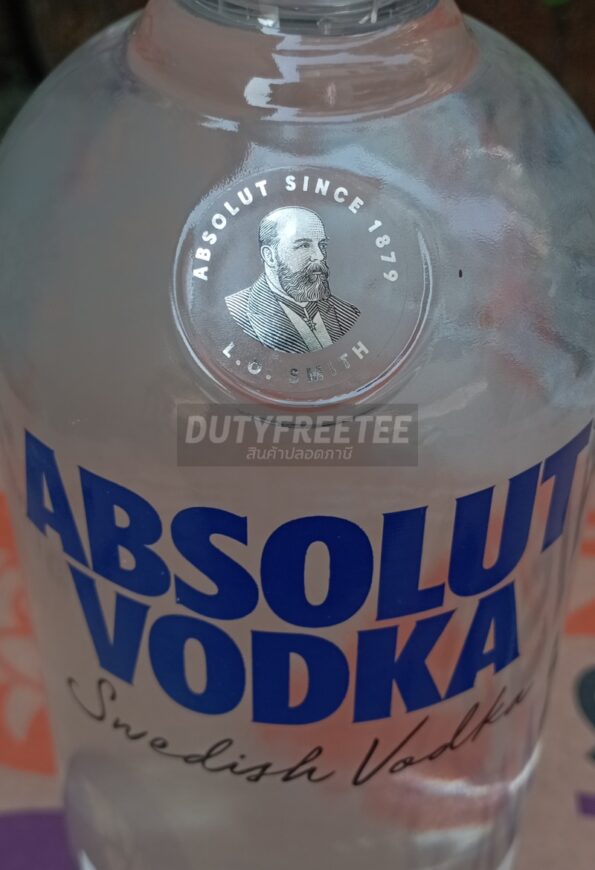 ABSOLUT SINCE 1879
L.O. SMITH
DUTYFREETEE
สินค้าปลอดภาษี
ABSOLUT
VODKA
Swedish Vodka